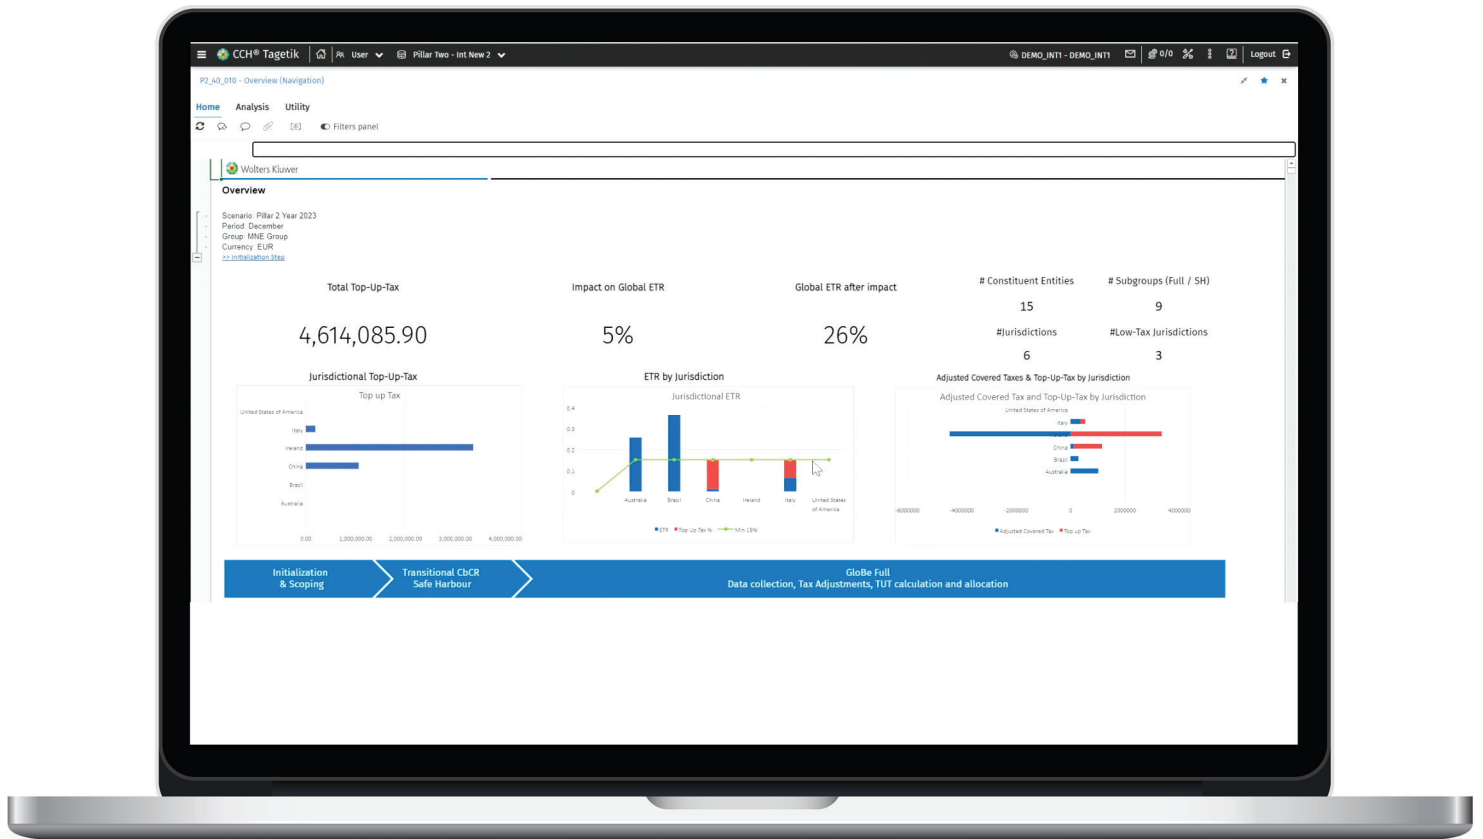 CCH® Tagetik User Pillar Two - Int New 2 DEMO_INT1 - DEMO_INT1 0/0 Logout
P2_40_010 - Overview (Navigation)
Home Analysis Utility
Filters panel
Wolters Kluwer
Overview
Scenario: Pillar 2 Year 2023
Period: December
Group: MNE Group
Currency: EUR
>> Initialization Step
Total Top-Up-Tax
4,614,085.90
Impact on Global ETR
5%
Global ETR after impact
26%
# Constituent Entities
15
# Subgroups (Full / SH)
9
#Jurisdictions
6
#Low-Tax Jurisdictions
3
Jurisdictional Top-Up-Tax
Top up Tax
United States of America
Italy
Ireland
China
Brazil
Australia
0.00 1,000,000.00 2,000,000.00 3,000,000.00 4,000,000.00
ETR by Jurisdiction
Jurisdictional ETR
0.4
0.3
0.2
0.1
0
Australia Brazil China Ireland Italy United States
of America
ETR Top Up Tax % Min 15%
Adjusted Covered Taxes & Top-Up-Tax by Jurisdiction
Adjusted Covered Tax and Top-Up-Tax by Jurisdiction
United States of America
Italy
Ireland
China
Brazil
Australia
-6000000 -4000000 -2000000 0 2000000 4000000
Adjusted Covered Tax Top up Tax
Initialization
& Scoping
Transitional CbCR
Safe Harbour
GloBe Full
Data collection, Tax Adjustments, TUT calculation and allocation